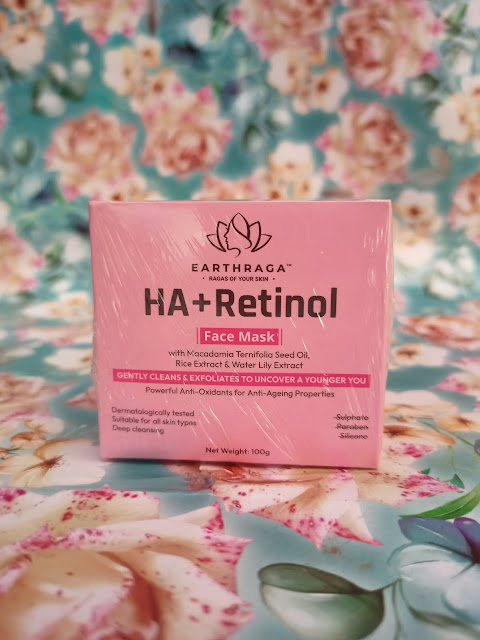 EARTHRAGA™
• RAGAS OF YOUR SKIN •
HA+Retinol
Face Mask
with Macadamia Ternifolia Seed Oil,
Rice Extract & Water Lily Extract
GENTLY CLEANS & EXFOLIATES TO UNCOVER A YOUNGER YOU
Powerful Anti-Oxidants for Anti-Ageing Properties
Dermatologically tested
Suitable for all skin types
Deep cleansing
Sulphate
Paraben
Silicone
Net Weight: 100g